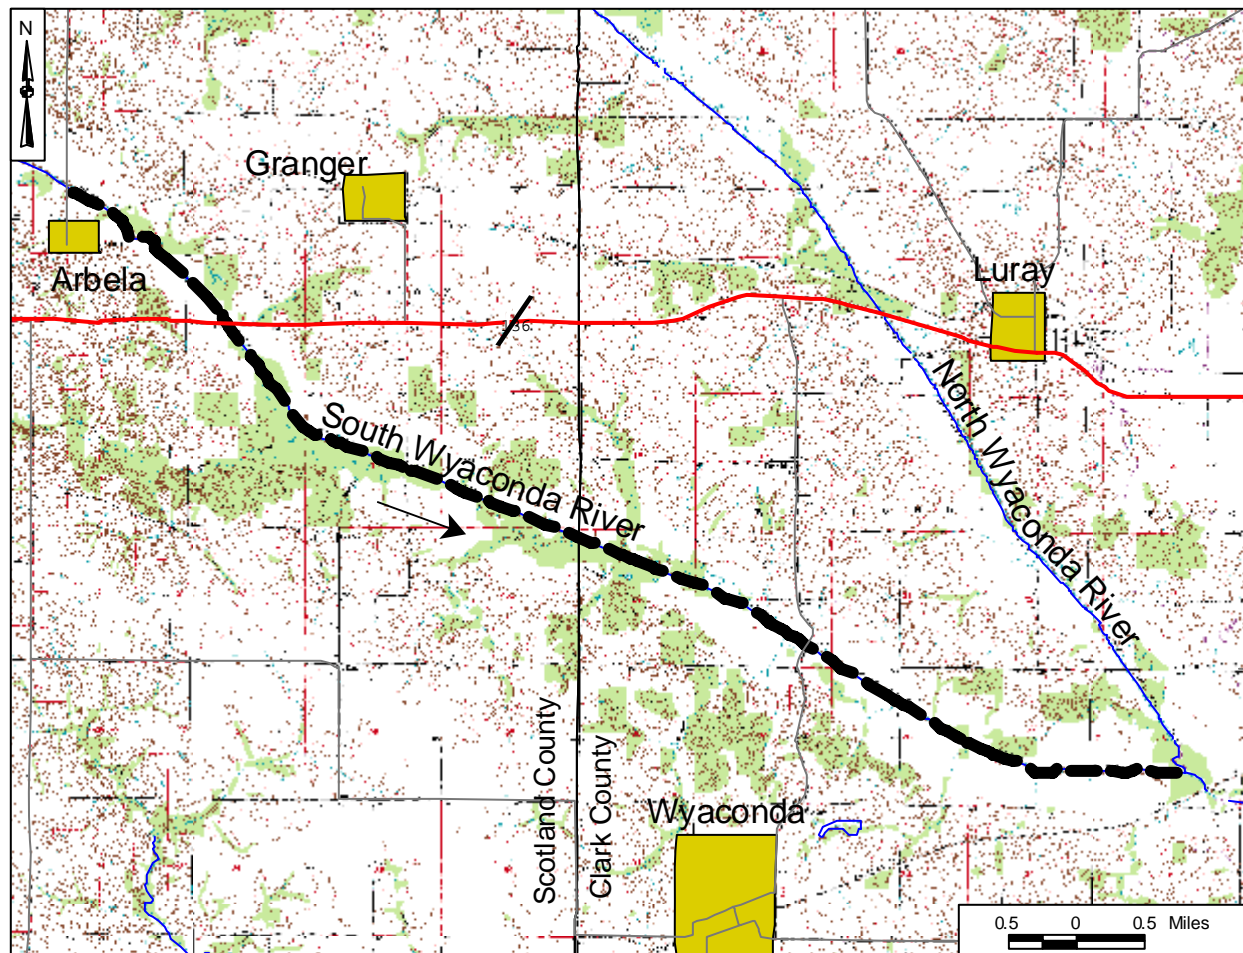 N
Granger
Arbela
Luray
136
North Wyaconda River
South Wyaconda River
Scotland County
Clark County
Wyaconda
0.5 0 0.5 Miles